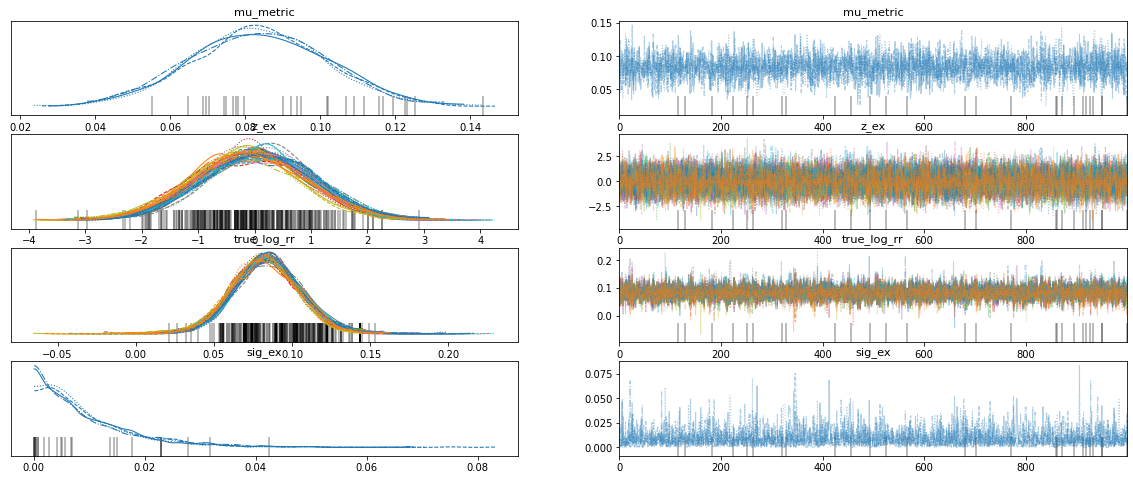 mu_metric
mu_metric
0.15
0.10
0.05
0.02 0.04 0.06 0.08 0.10 0.12 0.14
0 200 400 600 800
z_ex
z_ex
2.5
0.0
−2.5
−4 −3 −2 −1 0 1 2 3 4
0 200 400 600 800
true_log_rr
true_log_rr
0.2
0.1
0.0
−0.05 0.00 0.05 0.10 0.15 0.20
0 200 400 600 800
sig_ex
sig_ex
0.075
0.050
0.025
0.000
0.00 0.02 0.04 0.06 0.08
0 200 400 600 800